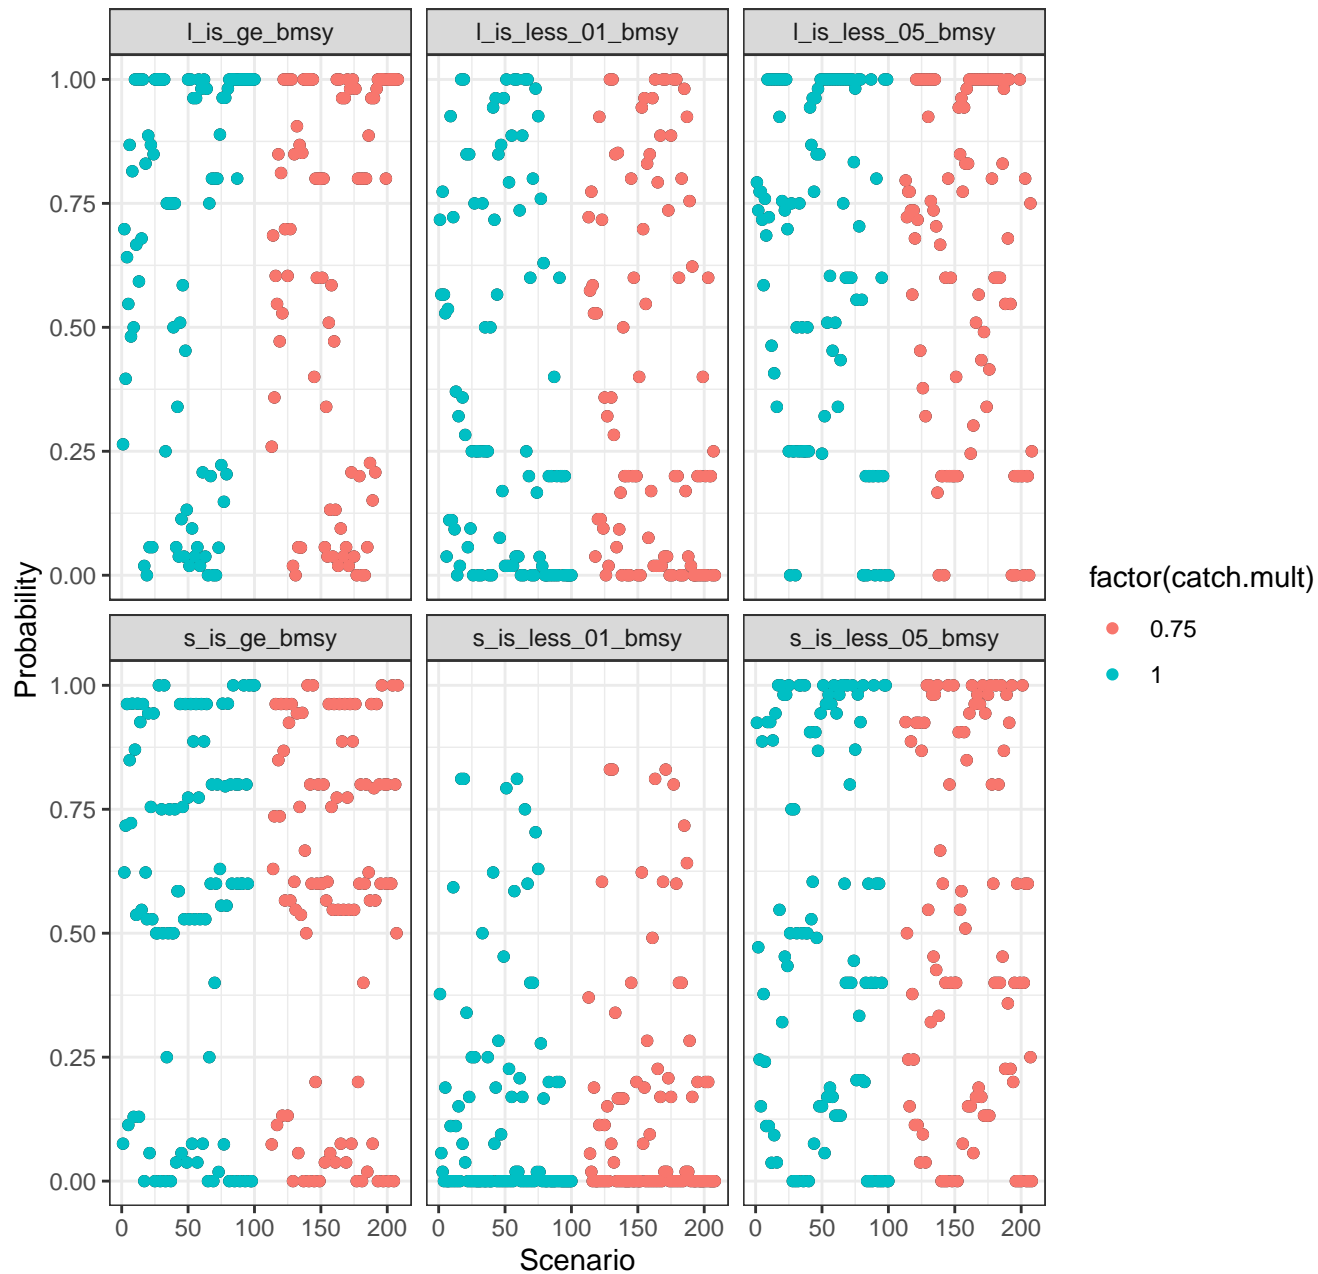 l_is_ge_bmsy
l_is_less_01_bmsy
l_is_less_05_bmsy
1.00
0.75
0.50
0.25
0.00
s_is_ge_bmsy
s_is_less_01_bmsy
s_is_less_05_bmsy
1.00
0.75
0.50
0.25
0.00
0 50 100 150 200
0 50 100 150 200
0 50 100 150 200
Scenario
Probability
factor(catch.mult)
0.75
1